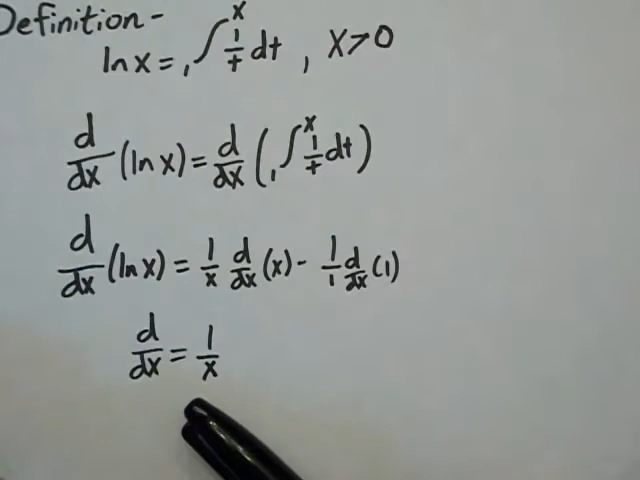 Definition-
ln x = ₁∫ˣ 1/t dt , x>0
d/dx (ln x) = d/dx (₁∫ˣ 1/t dt)
d/dx (ln x) = 1/x d/dx (x) - 1/1 d/dx (1)
d/dx = 1/x